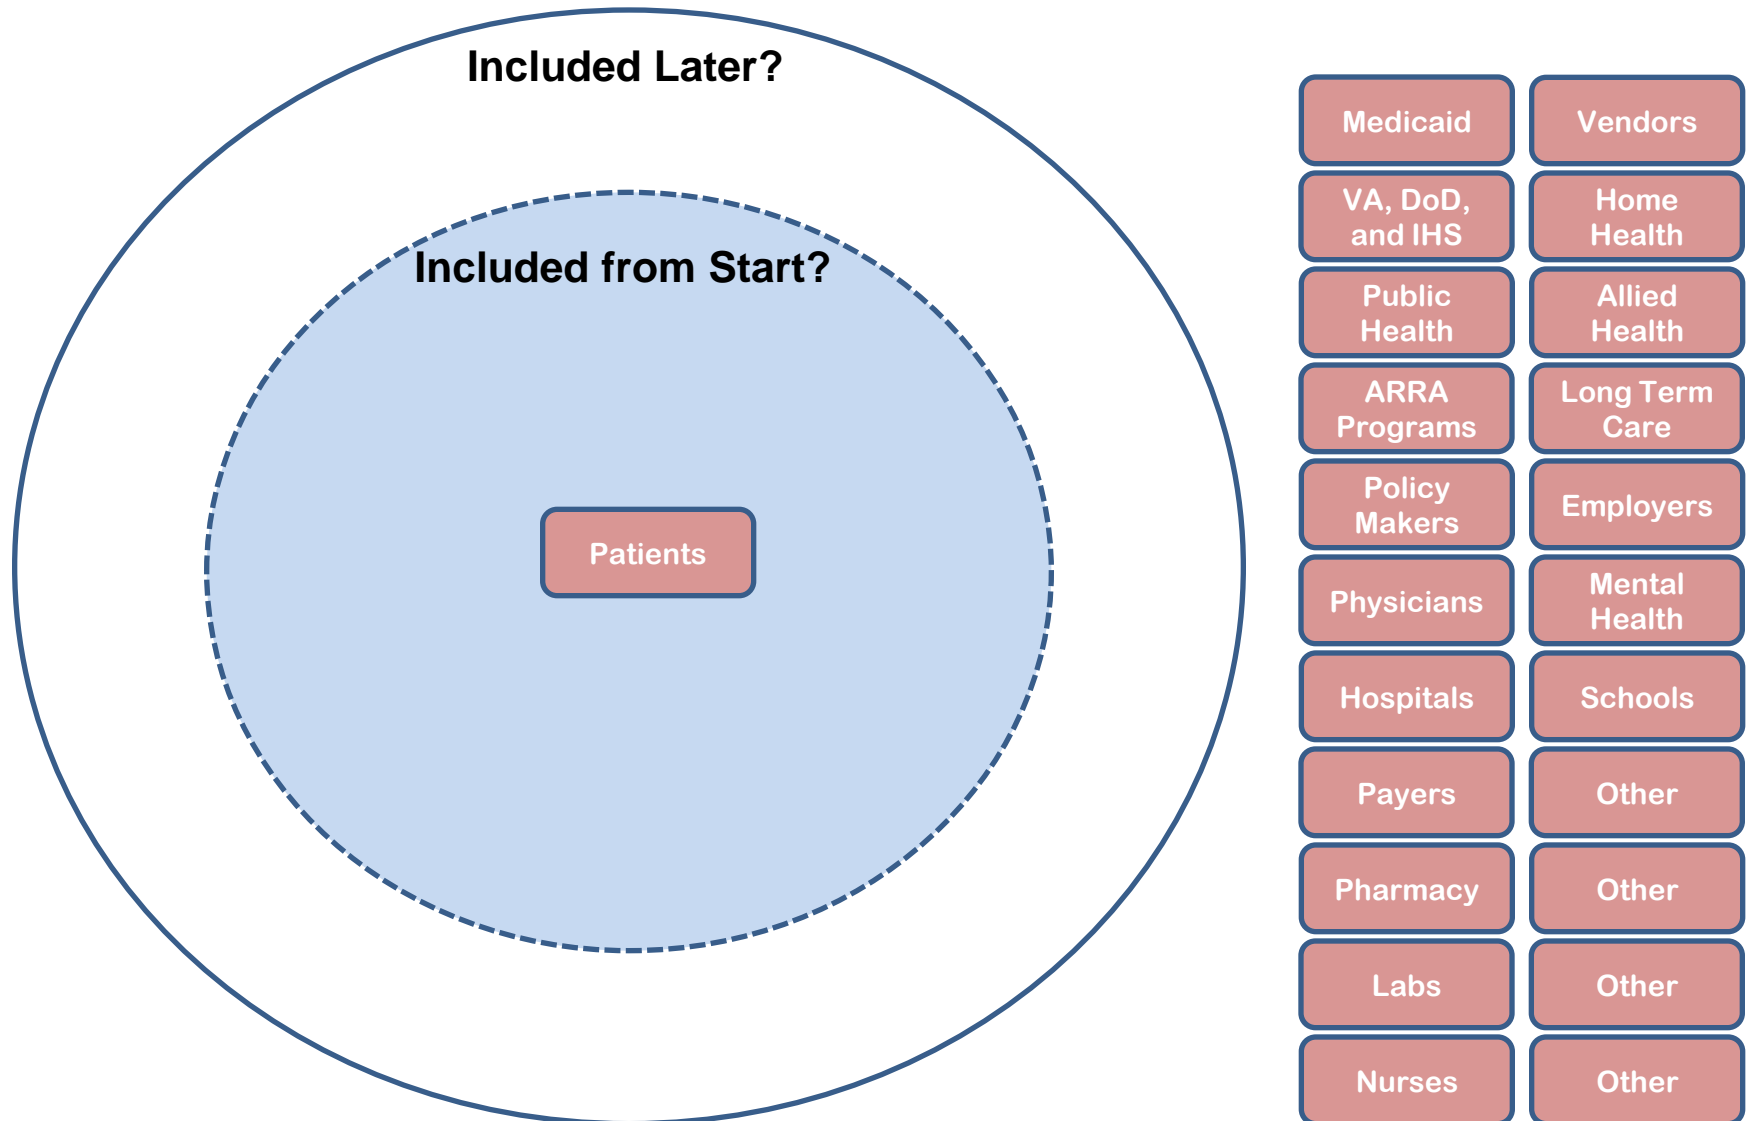 Included Later?
Included from Start?
Patients
Medicaid
Vendors
VA, DoD,
and IHS
Home
Health
Public
Health
Allied
Health
ARRA
Programs
Long Term
Care
Policy
Makers
Employers
Physicians
Mental
Health
Hospitals
Schools
Payers
Other
Pharmacy
Other
Labs
Other
Nurses
Other